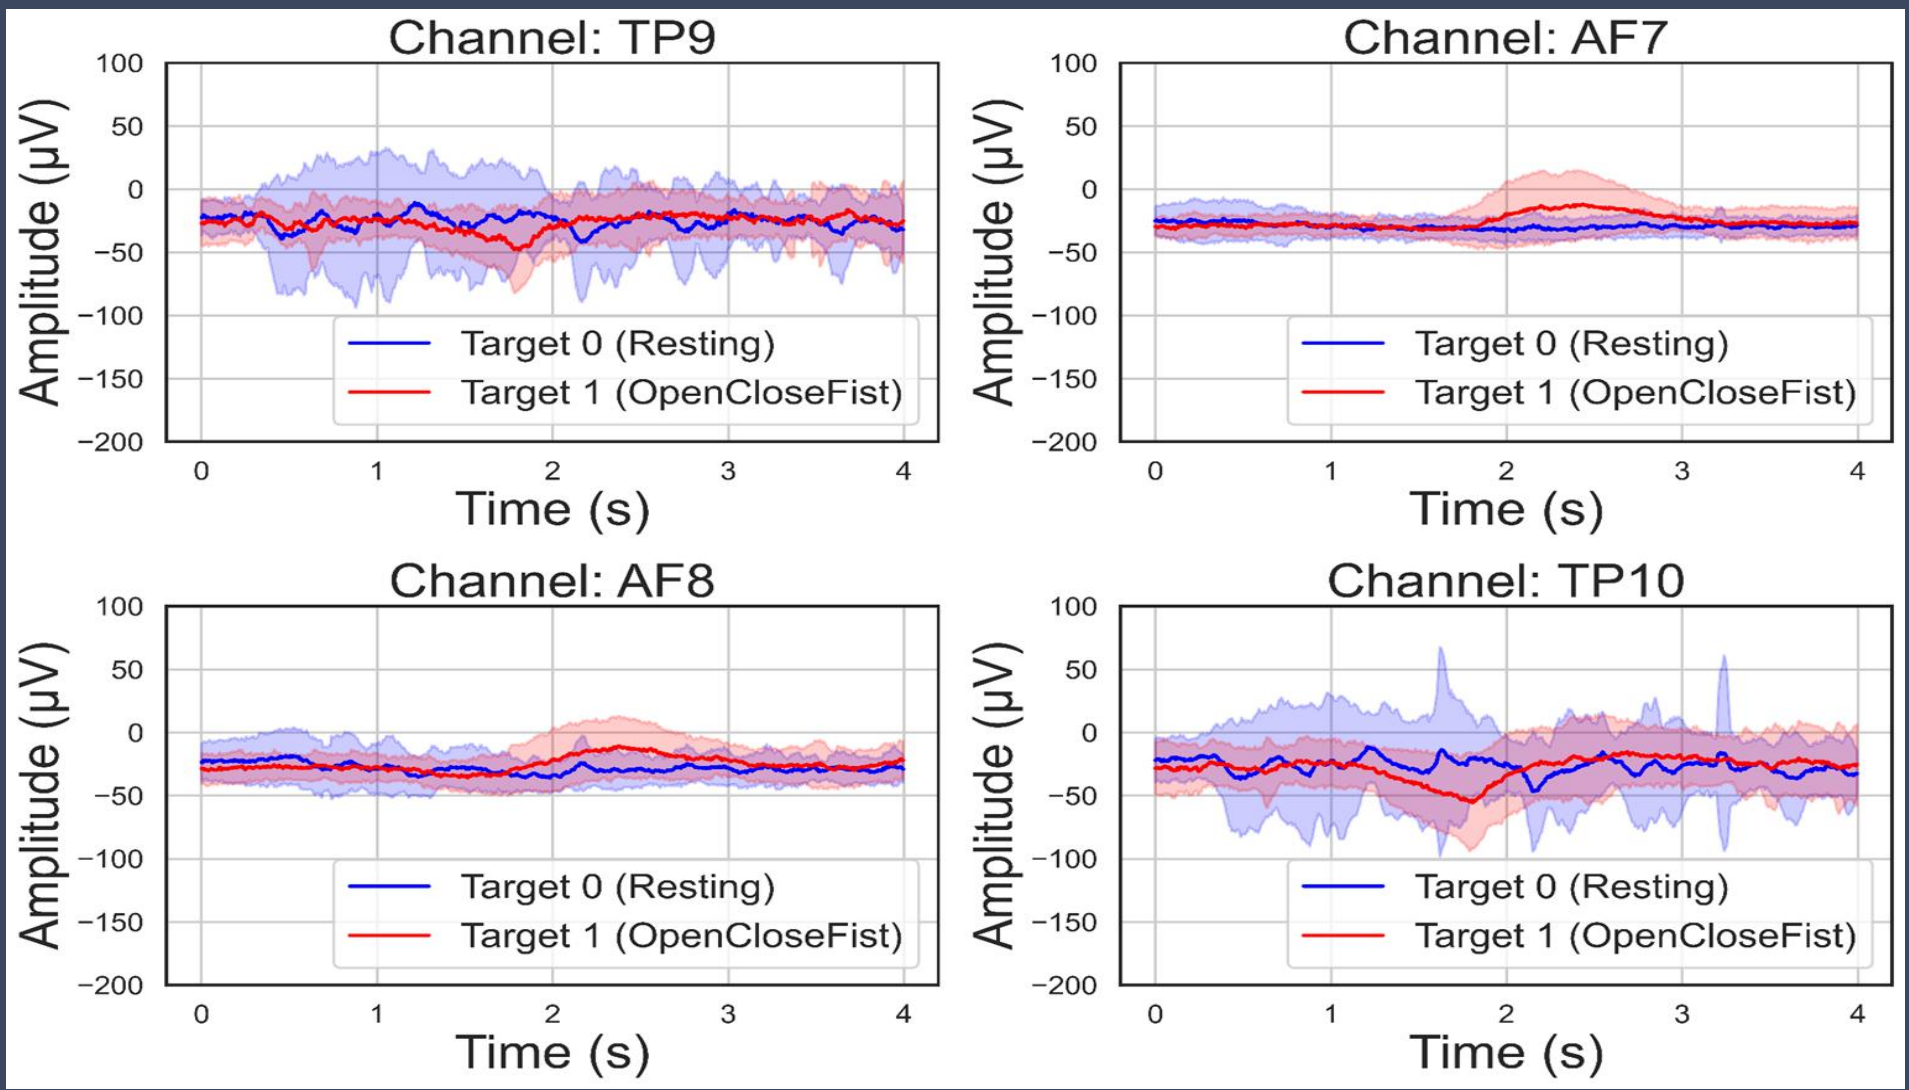 Channel: TP9
100
50
0
−50
−100
−150
−200
Amplitude (µV)
Target 0 (Resting)
Target 1 (OpenCloseFist)
0 1 2 3 4
Time (s)
Channel: AF7
100
50
0
−50
−100
−150
−200
Amplitude (µV)
Target 0 (Resting)
Target 1 (OpenCloseFist)
0 1 2 3 4
Time (s)
Channel: AF8
100
50
0
−50
−100
−150
−200
Amplitude (µV)
Target 0 (Resting)
Target 1 (OpenCloseFist)
0 1 2 3 4
Time (s)
Channel: TP10
100
50
0
−50
−100
−150
−200
Amplitude (µV)
Target 0 (Resting)
Target 1 (OpenCloseFist)
0 1 2 3 4
Time (s)